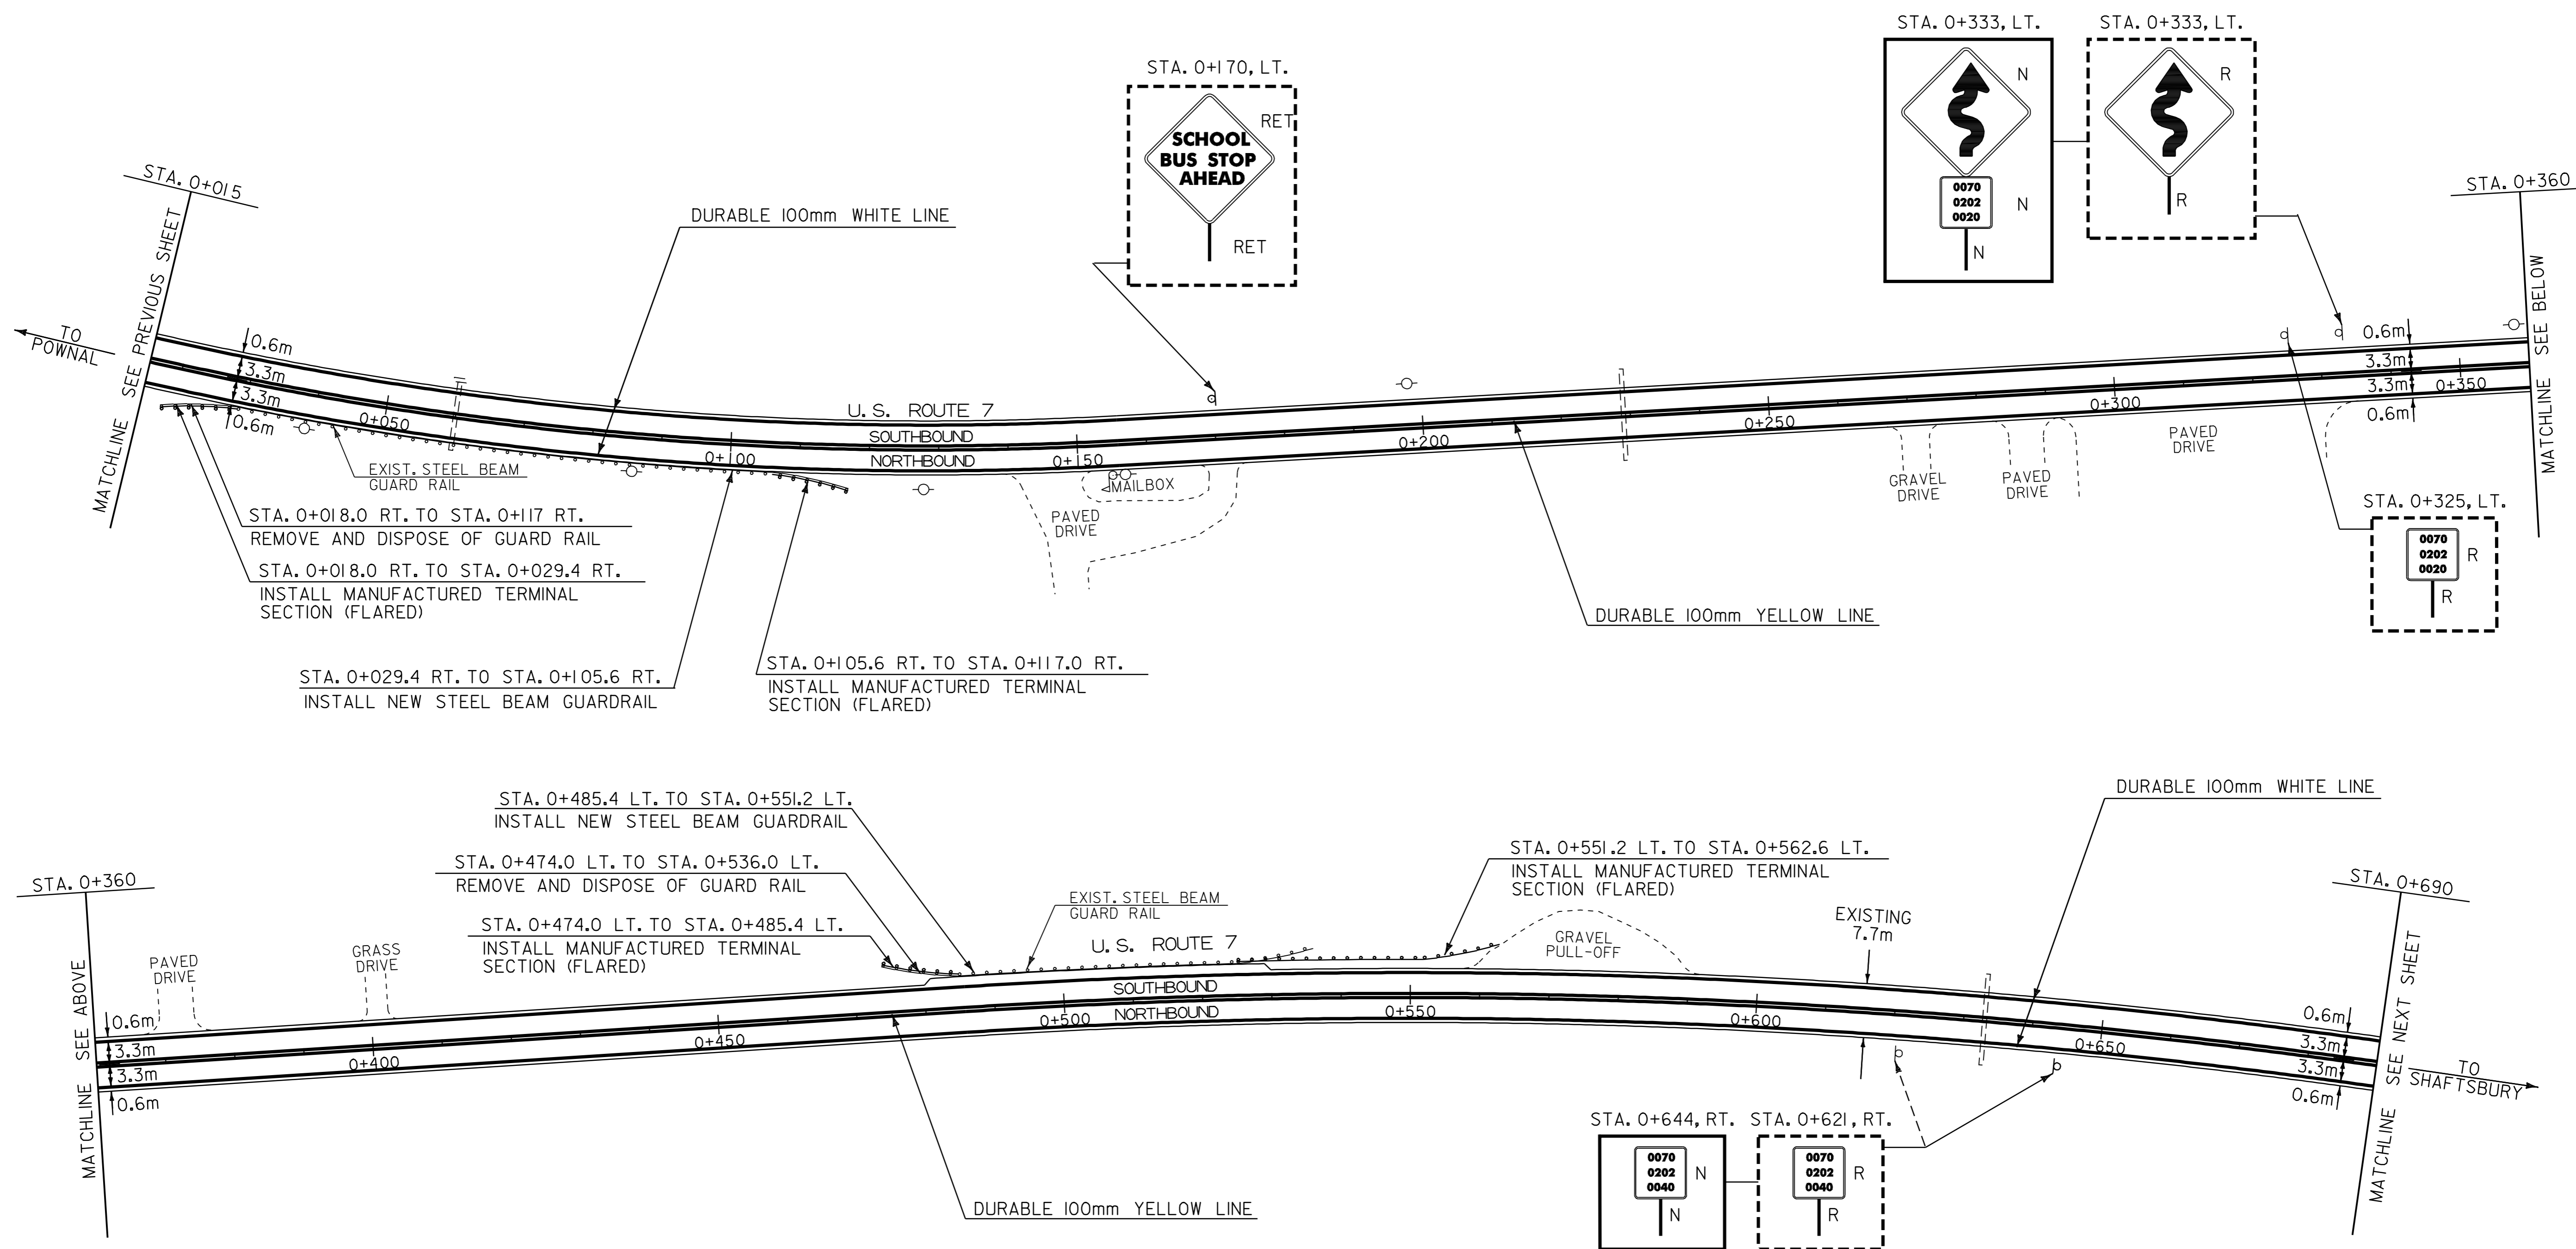 STA. 0+333, LT.
STA. 0+333, LT.
N
R
0070
0202
0020
N
N
R
STA. 0+170, LT.
SCHOOL
BUS STOP
AHEAD
RET
RET
STA. 0+015
STA. 0+360
MATCHLINE SEE PREVIOUS SHEET
MATCHLINE SEE BELOW
TO
POWNAL
DURABLE 100mm WHITE LINE
0.6m
3.3m
3.3m
0.6m
0+050
0+100
0+150
0+200
0+250
0+300
0+350
U.S. ROUTE 7
SOUTHBOUND
NORTHBOUND
0.6m
3.3m
3.3m
0.6m
EXIST. STEEL BEAM
GUARD RAIL
MAILBOX
PAVED
DRIVE
GRAVEL
DRIVE
PAVED
DRIVE
PAVED
DRIVE
STA. 0+325, LT.
0070
0202
0020
R
R
STA. 0+018.0 RT. TO STA. 0+117 RT.
REMOVE AND DISPOSE OF GUARD RAIL
STA. 0+018.0 RT. TO STA. 0+029.4 RT.
INSTALL MANUFACTURED TERMINAL
SECTION (FLARED)
STA. 0+029.4 RT. TO STA. 0+105.6 RT.
INSTALL NEW STEEL BEAM GUARDRAIL
STA. 0+105.6 RT. TO STA. 0+117.0 RT.
INSTALL MANUFACTURED TERMINAL
SECTION (FLARED)
DURABLE 100mm YELLOW LINE
STA. 0+485.4 LT. TO STA. 0+551.2 LT.
INSTALL NEW STEEL BEAM GUARDRAIL
STA. 0+474.0 LT. TO STA. 0+536.0 LT.
REMOVE AND DISPOSE OF GUARD RAIL
STA. 0+474.0 LT. TO STA. 0+485.4 LT.
INSTALL MANUFACTURED TERMINAL
SECTION (FLARED)
EXIST. STEEL BEAM
GUARD RAIL
STA. 0+551.2 LT. TO STA. 0+562.6 LT.
INSTALL MANUFACTURED TERMINAL
SECTION (FLARED)
DURABLE 100mm WHITE LINE
STA. 0+360
STA. 0+690
MATCHLINE SEE ABOVE
MATCHLINE SEE NEXT SHEET
PAVED
DRIVE
GRASS
DRIVE
U.S. ROUTE 7
GRAVEL
PULL-OFF
EXISTING
7.7m
SOUTHBOUND
NORTHBOUND
0.6m
3.3m
3.3m
0.6m
0+400
0+450
0+500
0+550
0+600
0+650
0.6m
3.3m
3.3m
0.6m
TO
SHAFTSBURY
STA. 0+644, RT.
STA. 0+621, RT.
0070
0202
0040
N
N
0070
0202
0040
R
R
DURABLE 100mm YELLOW LINE